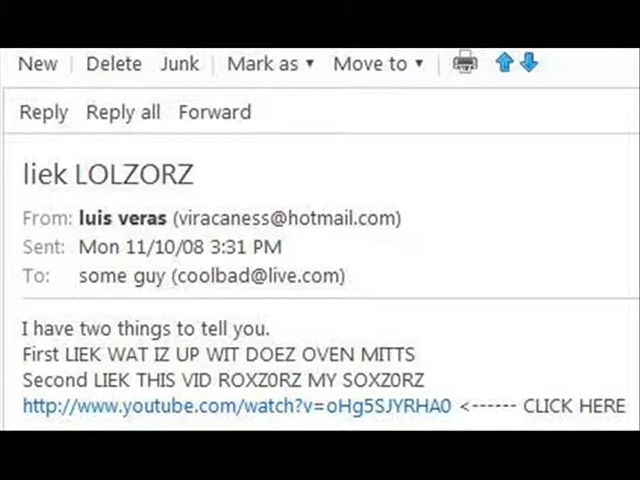 New | Delete Junk | Mark as ▾ Move to ▾ |
Reply Reply all Forward
liek LOLZORZ
From: luis veras (viracaness@hotmail.com)
Sent: Mon 11/10/08 3:31 PM
To: some guy (coolbad@live.com)
I have two things to tell you.
First LIEK WAT IZ UP WIT DOEZ OVEN MITTS
Second LIEK THIS VID ROXZ0RZ MY SOXZ0RZ
http://www.youtube.com/watch?v=oHg5SJYRHA0 <------ CLICK HERE